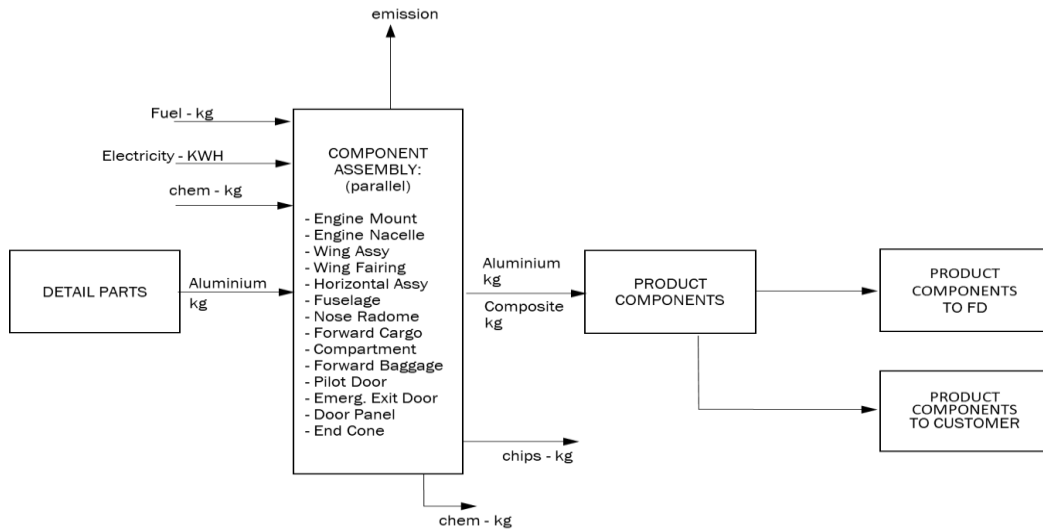 emission
Fuel - kg
Electricity - KWH
chem - kg
COMPONENT
ASSEMBLY:
(parallel)
- Engine Mount
- Engine Nacelle
- Wing Assy
- Wing Fairing
- Horizontal Assy
- Fuselage
- Nose Radome
- Forward Cargo
- Compartment
- Forward Baggage
- Pilot Door
- Emerg. Exit Door
- Door Panel
- End Cone
DETAIL PARTS
Aluminium
kg
Aluminium
kg
Composite
kg
PRODUCT
COMPONENTS
PRODUCT
COMPONENTS
TO FD
PRODUCT
COMPONENTS
TO CUSTOMER
chips - kg
chem - kg